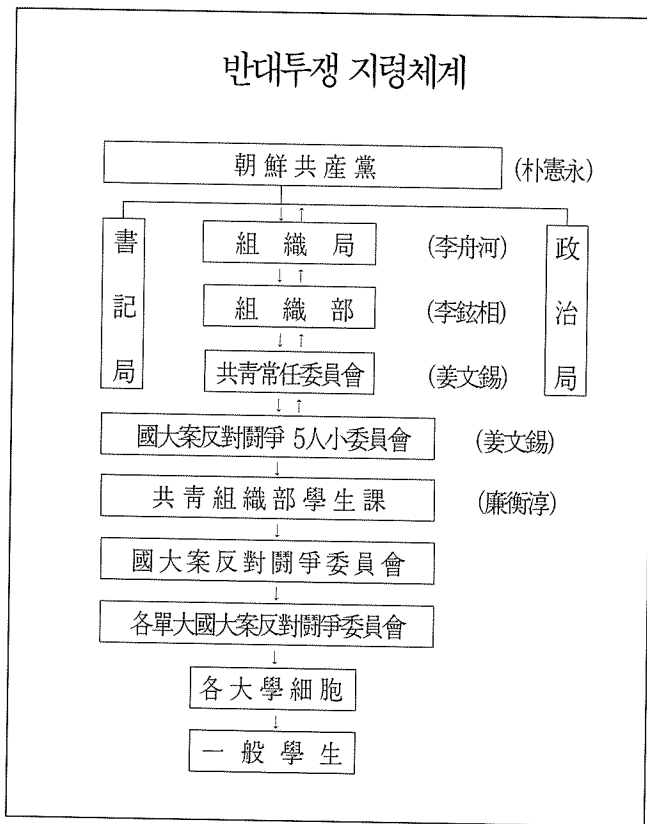 반대투쟁 지령체계
朝鮮共産黨 (朴憲永)
書記局
組織局 (李舟河)
政治局
↓ ↑
組織部 (李鉉相)
↓ ↑
共靑常任委員會 (姜文錫)
↓ ↑
國大案反對鬪爭 5人小委員會 (姜文錫)
↓
共靑組織部學生課 (廉衡淳)
↓
國大案反對鬪爭委員會
↓
各單大國大案反對鬪爭委員會
↓
各大學細胞
↓
一般學生